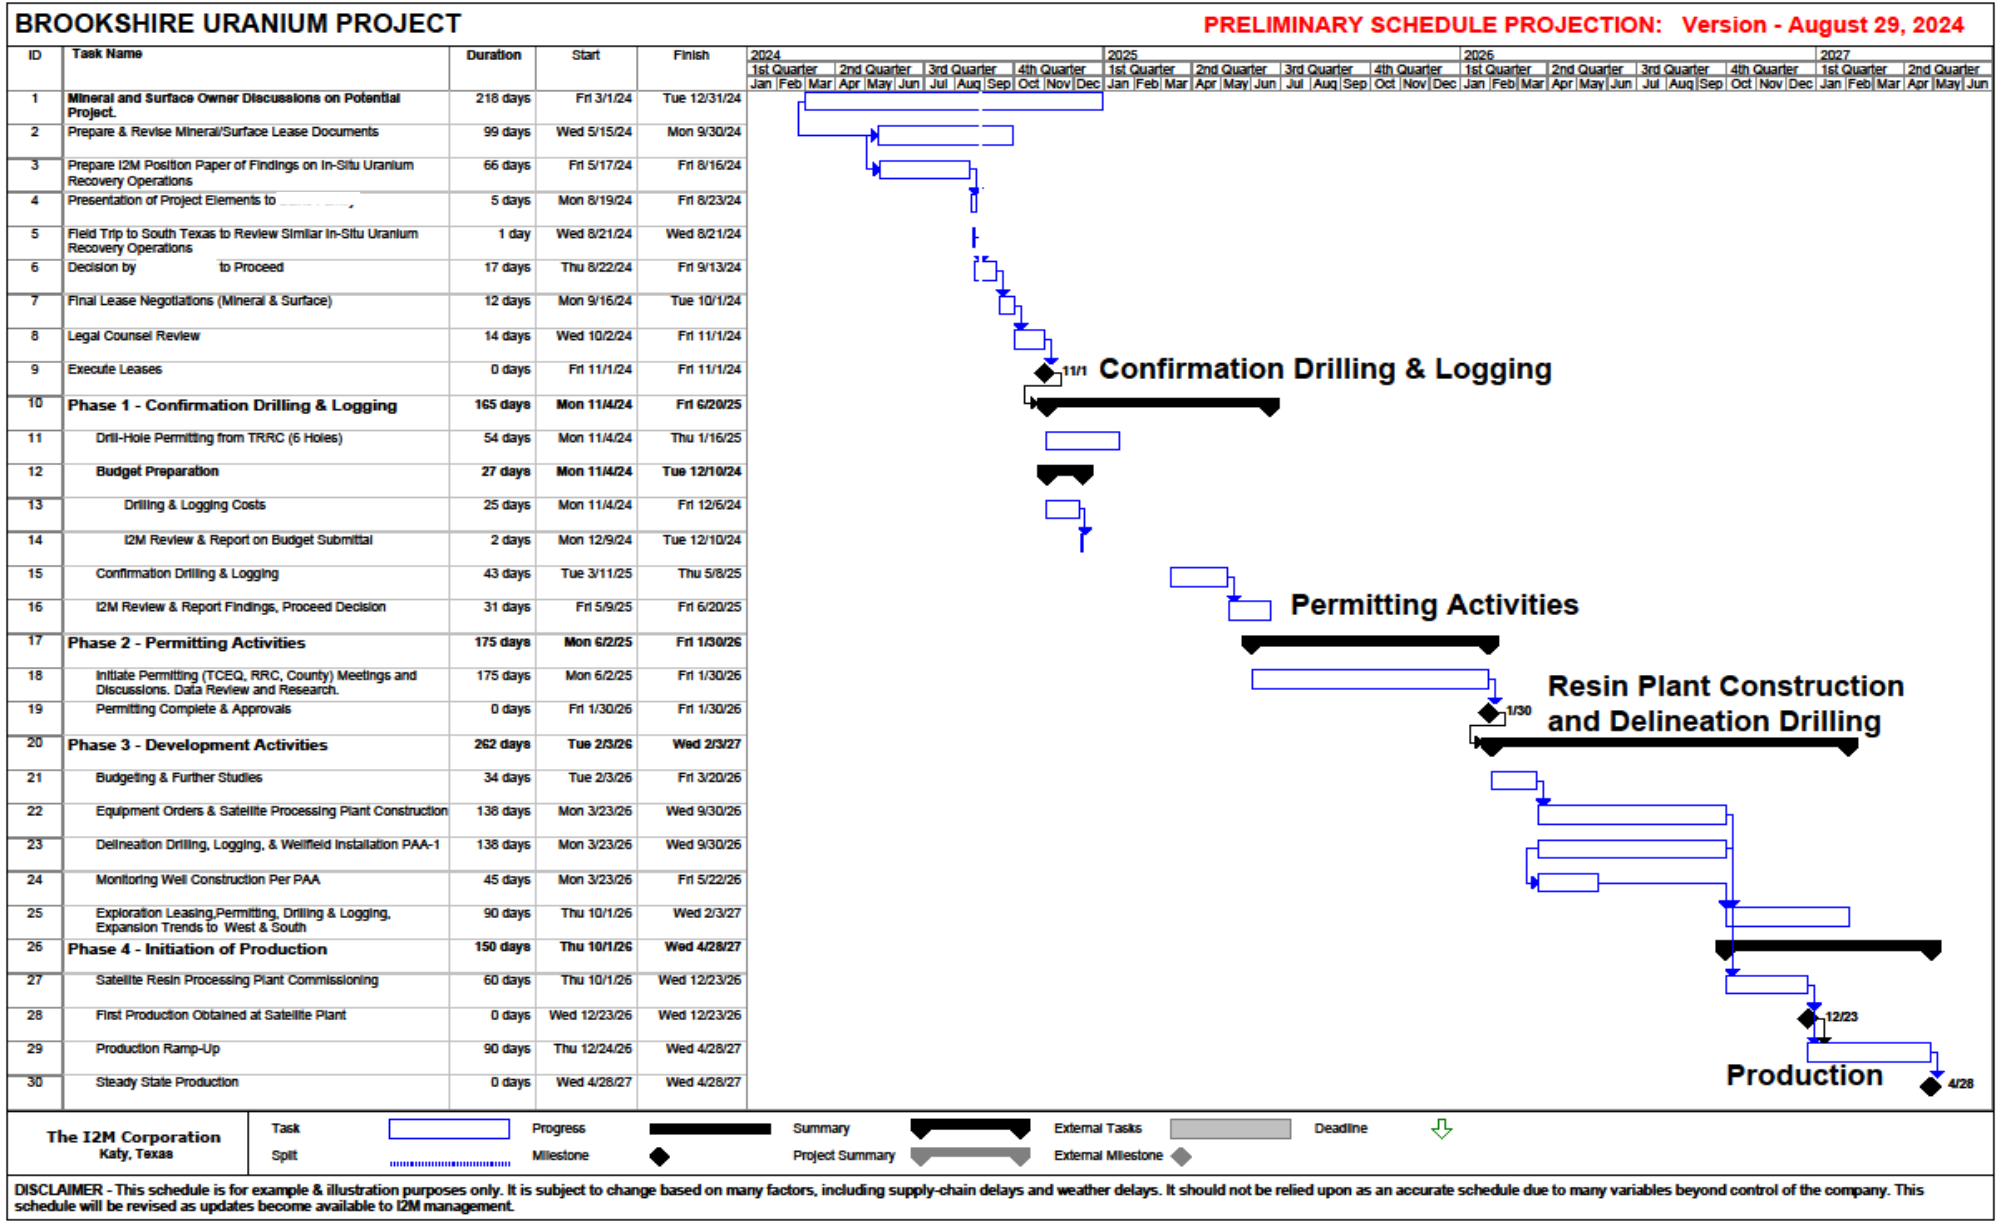 BROOKSHIRE URANIUM PROJECT
PRELIMINARY SCHEDULE PROJECTION: Version - August 29, 2024
ID Task Name Duration Start Finish
2024 2025 2026 2027
1st Quarter 2nd Quarter 3rd Quarter 4th Quarter 1st Quarter 2nd Quarter 3rd Quarter 4th Quarter 1st Quarter 2nd Quarter 3rd Quarter 4th Quarter 1st Quarter 2nd Quarter
Jan Feb Mar Apr May Jun Jul Aug Sep Oct Nov Dec Jan Feb Mar Apr May Jun Jul Aug Sep Oct Nov Dec Jan Feb Mar Apr May Jun Jul Aug Sep Oct Nov Dec Jan Feb Mar Apr May Jun
1 Mineral and Surface Owner Discussions on Potential 218 days Fri 3/1/24 Tue 12/31/24
Project.
2 Prepare & Revise Mineral/Surface Lease Documents 99 days Wed 5/15/24 Mon 9/30/24
3 Prepare I2M Position Paper of Findings on In-Situ Uranium 66 days Fri 5/17/24 Fri 8/16/24
Recovery Operations
4 Presentation of Project Elements to 5 days Mon 8/19/24 Fri 8/23/24
5 Field Trip to South Texas to Review Similar In-Situ Uranium 1 day Wed 8/21/24 Wed 8/21/24
Recovery Operations
6 Decision by to Proceed 17 days Thu 8/22/24 Fri 9/13/24
7 Final Lease Negotiations (Mineral & Surface) 12 days Mon 9/16/24 Tue 10/1/24
8 Legal Counsel Review 14 days Wed 10/2/24 Fri 11/1/24
9 Execute Leases 0 days Fri 11/1/24 Fri 11/1/24 11/1 Confirmation Drilling & Logging
10 Phase 1 - Confirmation Drilling & Logging 165 days Mon 11/4/24 Fri 6/20/25
11 Drill-Hole Permitting from TRRC (6 Holes) 54 days Mon 11/4/24 Thu 1/16/25
12 Budget Preparation 27 days Mon 11/4/24 Tue 12/10/24
13 Drilling & Logging Costs 25 days Mon 11/4/24 Fri 12/6/24
14 I2M Review & Report on Budget Submittal 2 days Mon 12/9/24 Tue 12/10/24
15 Confirmation Drilling & Logging 43 days Tue 3/11/25 Thu 5/8/25
16 I2M Review & Report Findings, Proceed Decision 31 days Fri 5/9/25 Fri 6/20/25 Permitting Activities
17 Phase 2 - Permitting Activities 175 days Mon 6/2/25 Fri 1/30/26
18 Initiate Permitting (TCEQ, RRC, County) Meetings and 175 days Mon 6/2/25 Fri 1/30/26 Resin Plant Construction
Discussions. Data Review and Research.
19 Permitting Complete & Approvals 0 days Fri 1/30/26 Fri 1/30/26 1/30 and Delineation Drilling
20 Phase 3 - Development Activities 262 days Tue 2/3/26 Wed 2/3/27
21 Budgeting & Further Studies 34 days Tue 2/3/26 Fri 3/20/26
22 Equipment Orders & Satellite Processing Plant Construction 138 days Mon 3/23/26 Wed 9/30/26
23 Delineation Drilling, Logging, & Wellfield Installation PAA-1 138 days Mon 3/23/26 Wed 9/30/26
24 Monitoring Well Construction Per PAA 45 days Mon 3/23/26 Fri 5/22/26
25 Exploration Leasing,Permitting, Drilling & Logging, 90 days Thu 10/1/26 Wed 2/3/27
Expansion Trends to West & South
26 Phase 4 - Initiation of Production 150 days Thu 10/1/26 Wed 4/28/27
27 Satellite Resin Processing Plant Commissioning 60 days Thu 10/1/26 Wed 12/23/26
28 First Production Obtained at Satellite Plant 0 days Wed 12/23/26 Wed 12/23/26 12/23
29 Production Ramp-Up 90 days Thu 12/24/26 Wed 4/28/27
30 Steady State Production 0 days Wed 4/28/27 Wed 4/28/27 Production 4/28
The I2M Corporation
Katy, Texas
Task Progress Summary External Tasks Deadline
Split Milestone Project Summary External Milestone
DISCLAIMER - This schedule is for example & illustration purposes only. It is subject to change based on many factors, including supply-chain delays and weather delays. It should not be relied upon as an accurate schedule due to many variables beyond control of the company. This
schedule will be revised as updates become available to I2M management.